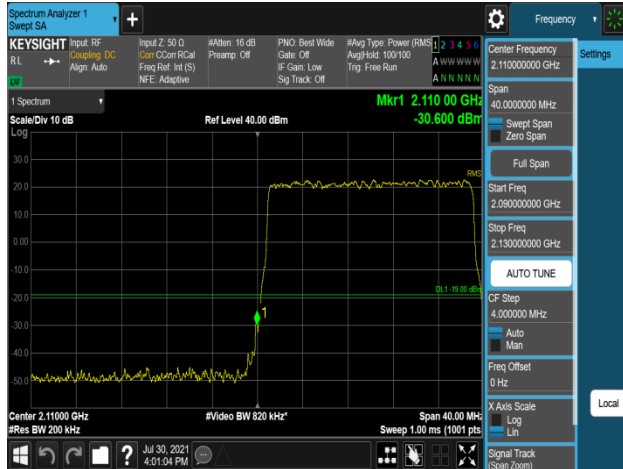 Spectrum Analyzer 1
Swept SA
Frequency
KEYSIGHT
R L
LXI
Input: RF
Coupling: DC
Align: Auto
Input Z: 50 Ω
Corr CCorr RCal
Freq Ref: Int (S)
NFE: Adaptive
#Atten: 16 dB
Preamp: Off
PNO: Best Wide
Gate: Off
IF Gain: Low
Sig Track: Off
#Avg Type: Power (RMS
Avg|Hold: 100/100
Trig: Free Run
1 2 3 4 5 6
A W W W W W
A N N N N N
1 Spectrum
Scale/Div 10 dB
Ref Level 40.00 dBm
Mkr1 2.110 00 GHz
-30.600 dBm
Log
30.0
20.0
10.0
0.00
-10.0
-20.0
-30.0
-40.0
-50.0
RMS
DL1 -19.00 dBm
1
Center 2.11000 GHz
#Res BW 200 kHz
#Video BW 820 kHz*
Span 40.00 MHz
Sweep 1.00 ms (1001 pts
Jul 30, 2021
4:01:04 PM
Center Frequency
2.110000000 GHz
Span
40.0000000 MHz
Swept Span
Zero Span
Full Span
Start Freq
2.090000000 GHz
Stop Freq
2.130000000 GHz
AUTO TUNE
CF Step
4.000000 MHz
Auto
Man
Freq Offset
0 Hz
X Axis Scale
Log
Lin
Signal Track
(Span Zoom)
Settings
Local